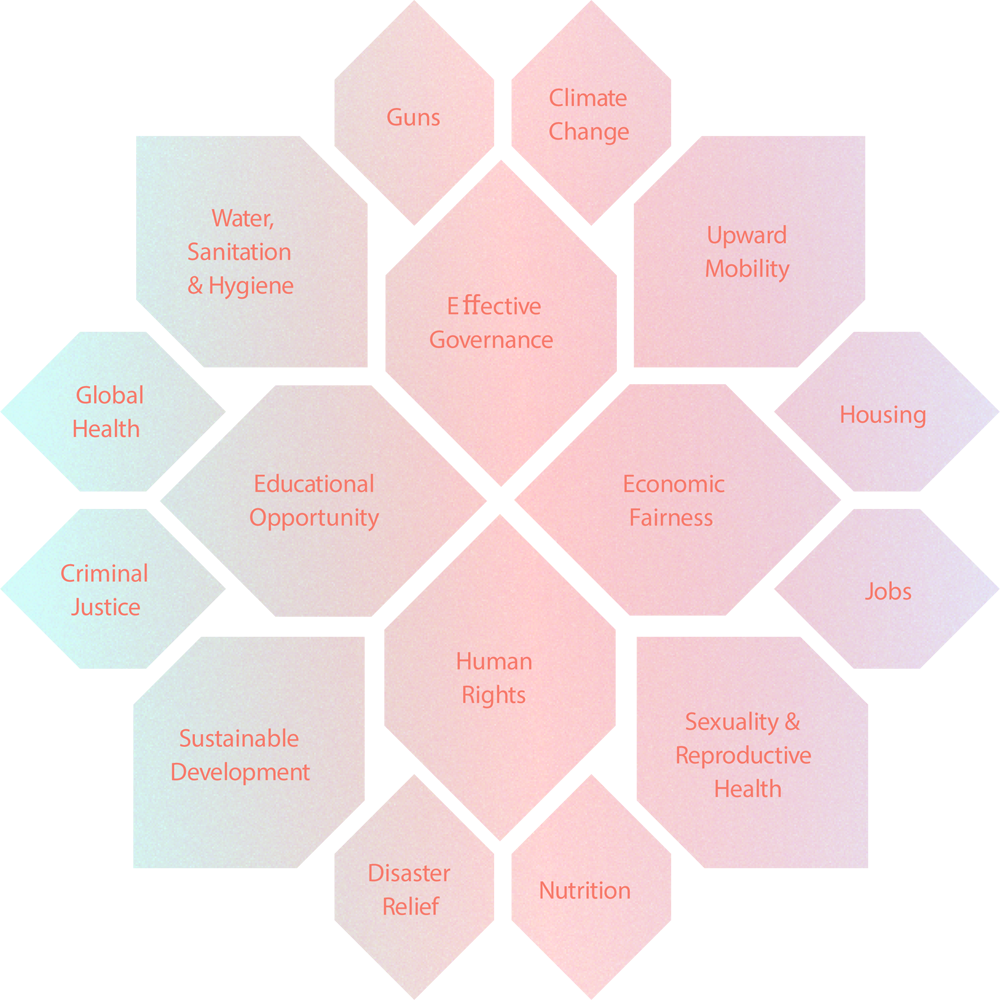 Guns
Climate
Change
Water,
Sanitation
& Hygiene
Upward
Mobility
Effective
Governance
Global
Health
Housing
Educational
Opportunity
Economic
Fairness
Criminal
Justice
Jobs
Human
Rights
Sustainable
Development
Sexuality &
Reproductive
Health
Disaster
Relief
Nutrition